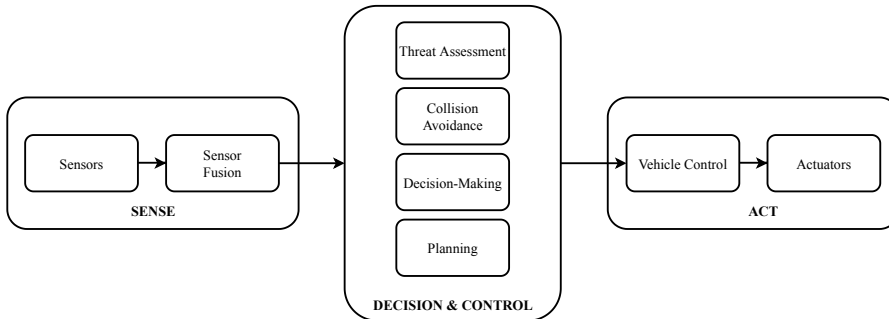 Sensors
Sensor
Fusion
SENSE
Threat Assessment
Collision
Avoidance
Decision-Making
Planning
DECISION & CONTROL
Vehicle Control
Actuators
ACT